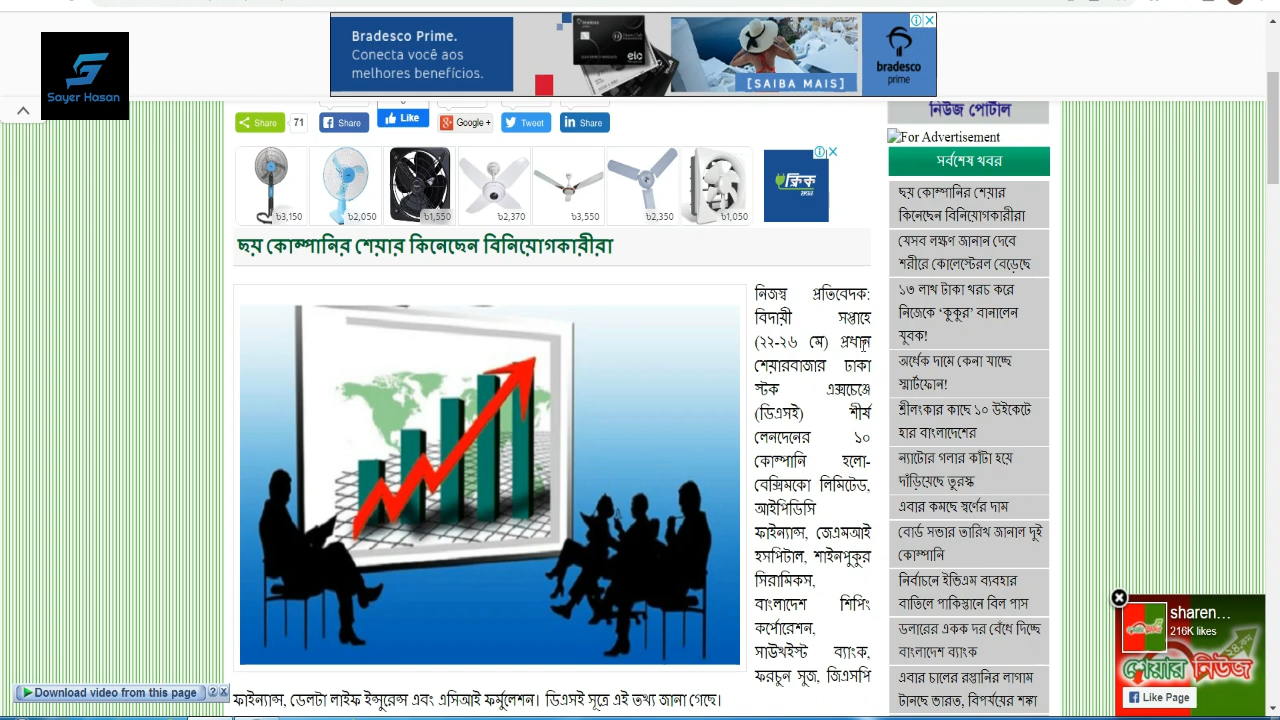 Bradesco Prime.
Conecta você aos
melhores benefícios.
[SAIBA MAIS]
bradesco
prime
Sayer Hasan
Share
71
Share
Like
Google +
Tweet
Share
৳3,150
৳2,050
৳1,550
৳2,370
৳3,550
৳2,350
৳1,050
ক্লিক
ছয় কোম্পানির শেয়ার কিনেছেন বিনিয়োগকারীরা
নিজস্ব প্রতিবেদক:
বিদায়ী সপ্তাহে
(২২-২৬ মে) প্রধান
শেয়ারবাজার ঢাকা
স্টক এক্সচেঞ্জে
(ডিএসই) শীর্ষ
লেনদেনের ১০
কোম্পানি হলো-
বেক্সিমকো লিমিটেড,
আইপিডিসি
ফাইন্যান্স, জেএমআই
হসপিটাল, শাইনপুকুর
সিরামিকস,
বাংলাদেশ শিপিং
কর্পোরেশন,
সাউথইস্ট ব্যাংক,
ফরচুন সুজ, জিএসপি
ফাইন্যান্স, ডেলটা লাইফ ইন্সুরেন্স এবং এসিআই ফর্মুলেশন। ডিএসই সূত্রে এই তথ্য জানা গেছে।
নিউজ পোর্টাল
For Advertisement
সর্বশেষ খবর
ছয় কোম্পানির শেয়ার
কিনেছেন বিনিয়োগকারীরা
যেসব লক্ষণ জানান দেবে
শরীরে কোলেস্টেরল বেড়েছে
১৩ লাখ টাকা খরচ করে
নিজেকে ‘কুকুর’ বানালেন
যুবক!
অর্ধেক দামে কেনা যাচ্ছে
স্মার্টফোন!
শ্রীলংকার কাছে ১০ উইকেটে
হার বাংলাদেশের
ন্যাটোর গলার কাঁটা হয়ে
দাঁড়িয়েছে তুরস্ক
এবার কমছে স্বর্ণের দাম
বোর্ড সভার তারিখ জানাল দুই
কোম্পানি
নির্বাচনে ইভিএম ব্যবহার
বাতিলে পাকিস্তানে বিল পাস
ডলারের একক দর বেঁধে দিচ্ছে
বাংলাদেশ ব্যাংক
এবার চালের রপ্তানির লাগাম
টানছে ভারত, বিপর্যয়ের শঙ্কা
sharen...
216K likes
শেয়ার নিউজ
Like Page
Download video from this page